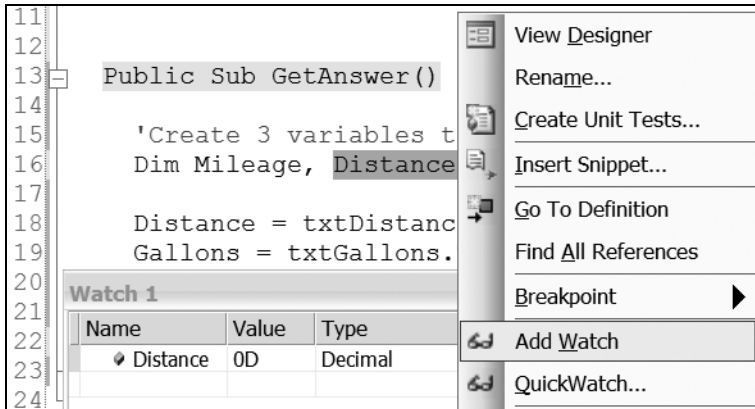 11
12
13 Public Sub GetAnswer()
14
15 'Create 3 variables t
16 Dim Mileage, Distance
17
18 Distance = txtDistanc
19 Gallons = txtGallons.
20
21
22
23
24
Watch 1
Name Value Type
Distance 0D Decimal
View Designer
Rename...
Create Unit Tests...
Insert Snippet...
Go To Definition
Find All References
Breakpoint
Add Watch
QuickWatch...